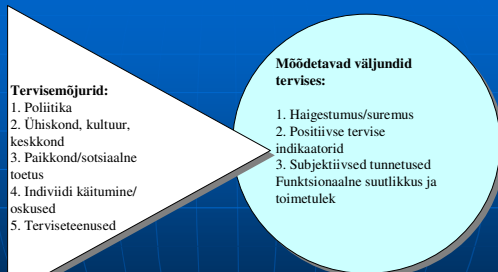 Tervisemõjurid:
1. Poliitika
2. Ühiskond, kultuur,
keskkond
3. Paikkond/sotsiaalne
toetus
4. Indiviidi käitumine/
oskused
5. Terviseteenused
Mõõdetavad väljundid
tervises:
1. Haigestumus/suremus
2. Positiivse tervise
indikaatorid
3. Subjektiivsed tunnetused
Funktsionaalne suutlikkus ja
toimetulek